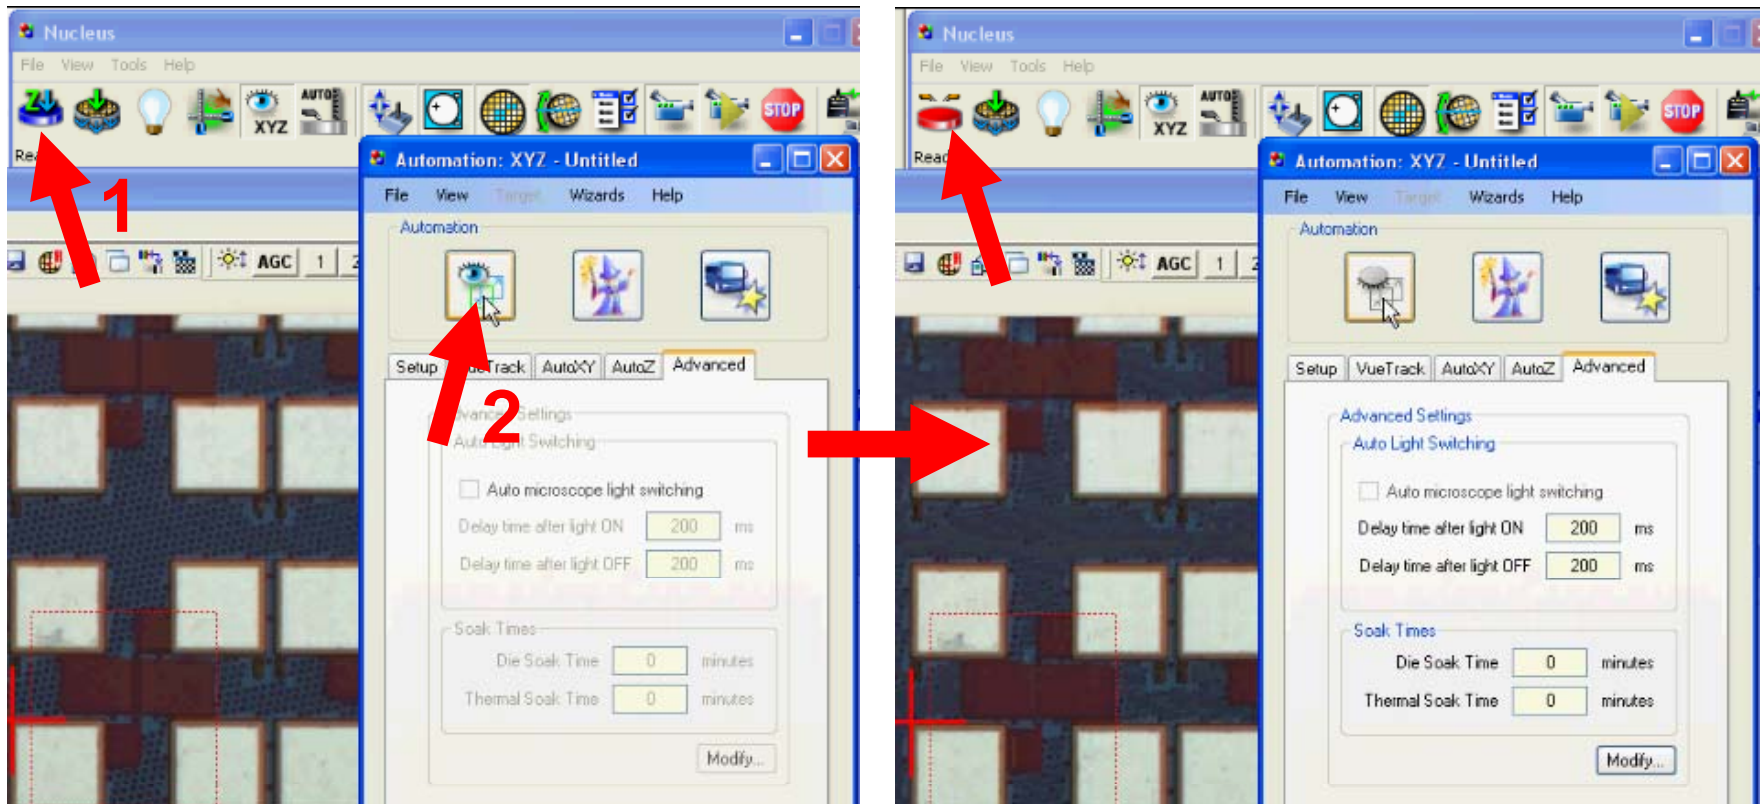 Nucleus
File View Tools Help
Z XYZ AUTO STOP
1
Automation: XYZ - Untitled
File View Target Wizards Help
Automation
AGC 1 2
2
Setup AutoXY AutoZ Advanced
Advanced Settings
Auto Light Switching
Auto microscope light switching
Delay time after light ON 200 ms
Delay time after light OFF 200 ms
Soak Times
Die Soak Time 0 minutes
Thermal Soak Time 0 minutes
Modify...
Nucleus
File View Tools Help
XYZ AUTO STOP
Automation: XYZ - Untitled
File View Target Wizards Help
Automation
AGC 1 2
Setup VueTrack AutoXY AutoZ Advanced
Advanced Settings
Auto Light Switching
Auto microscope light switching
Delay time after light ON 200 ms
Delay time after light OFF 200 ms
Soak Times
Die Soak Time 0 minutes
Thermal Soak Time 0 minutes
Modify...